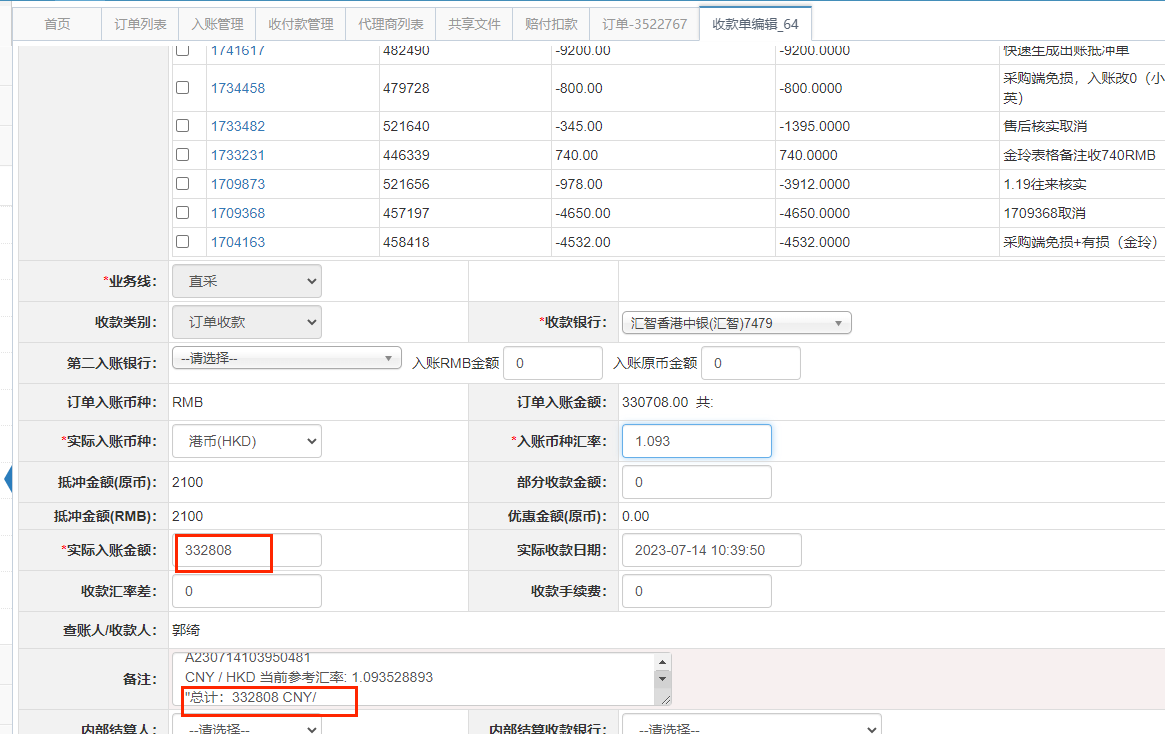 首页 订单列表 入账管理 收付款管理 代理商列表 共享文件 赔付扣款 订单-3522767 收款单编辑_64
1741617 482490 -9200.00 -9200.0000 快速生成出账抵冲单
1734458 479728 -800.00 -800.0000 采购端免损，入账改0（小
英）
1733482 521640 -345.00 -1395.0000 售后核实取消
1733231 446339 740.00 740.0000 金玲表格备注收740RMB
1709873 521656 -978.00 -3912.0000 1.19往来核实
1709368 457197 -4650.00 -4650.0000 1709368取消
1704163 458418 -4532.00 -4532.0000 采购端免损+有损（金玲）
*业务线： 直采
收款类别： 订单收款 *收款银行： 汇智香港中银(汇智)7479
第二入账银行： --请选择-- 入账RMB金额 0 入账原币金额 0
订单入账币种： RMB 订单入账金额： 330708.00 共:
*实际入账币种： 港币(HKD) *入账币种汇率： 1.093
抵冲金额(原币)： 2100 部分收款金额： 0
抵冲金额(RMB)： 2100 优惠金额(原币)： 0.00
*实际入账金额： 332808 实际收款日期： 2023-07-14 10:39:50
收款汇率差： 0 收款手续费： 0
查账人/收款人： 郭绮
备注： A230714103950481
CNY / HKD 当前参考汇率: 1.093528893
"总计：332808 CNY/
内部结算人： --请选择-- 内部结算收款银行： --请选择--